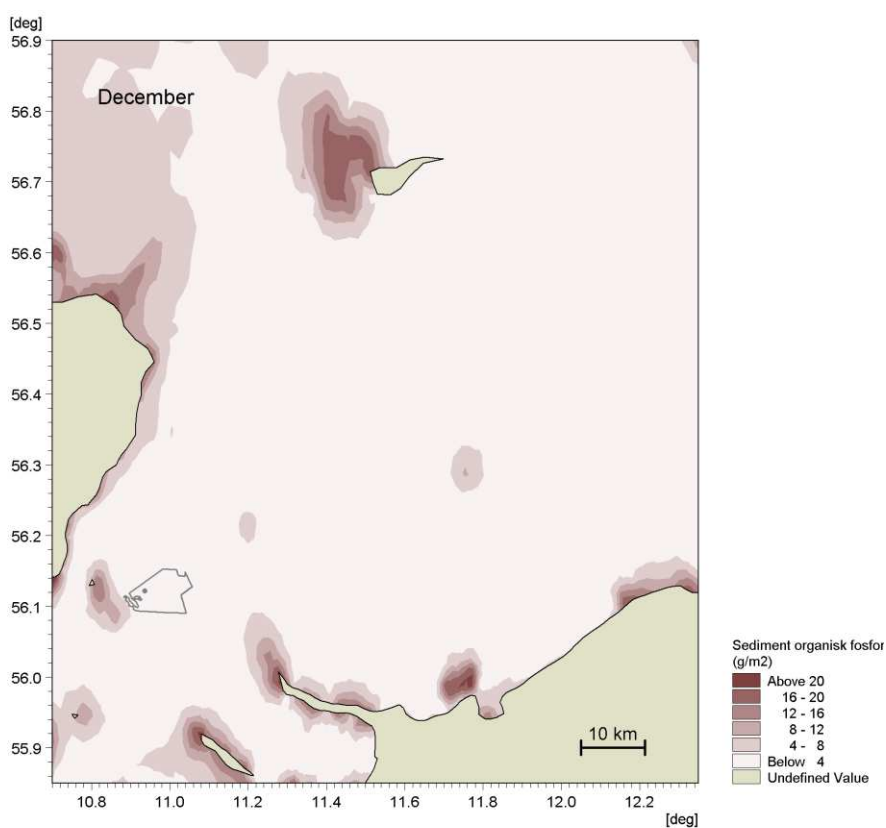 [deg]
56.9
December
56.8
56.7
56.6
56.5
56.4
56.3
56.2
56.1
56.0
55.9
10 km
10.8 11.0 11.2 11.4 11.6 11.8 12.0 12.2
[deg]
Sediment organisk fosfor
(g/m2)
Above 20
16 - 20
12 - 16
8 - 12
4 - 8
Below 4
Undefined Value